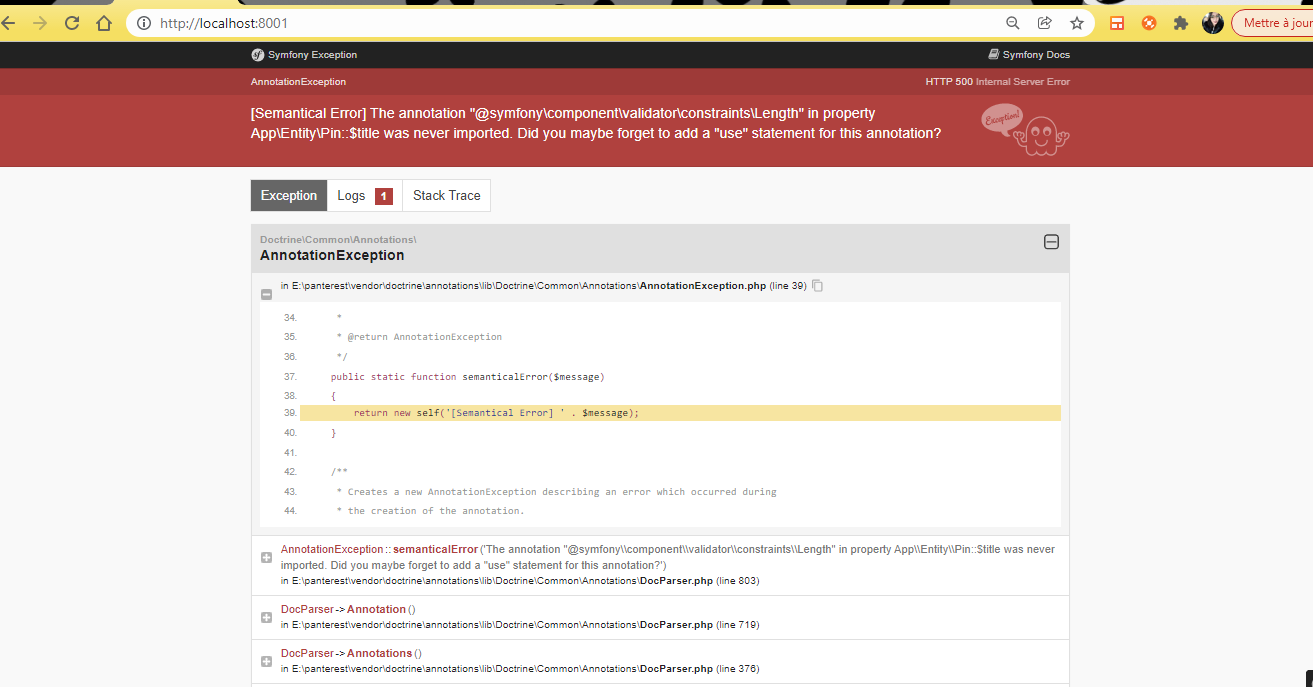 http://localhost:8001
Mettre à jour
Symfony Exception
Symfony Docs
AnnotationException
HTTP 500 Internal Server Error
[Semantical Error] The annotation "@symfony\component\validator\constraints\Length" in property
App\Entity\Pin::$title was never imported. Did you maybe forget to add a "use" statement for this annotation?
Exception!
Exception
Logs 1
Stack Trace
Doctrine\Common\Annotations\
AnnotationException
in E:\panterest\vendor\doctrine\annotations\lib\Doctrine\Common\Annotations\AnnotationException.php (line 39)
34. *
35. * @return AnnotationException
36. */
37. public static function semanticalError($message)
38. {
39. return new self('[Semantical Error] ' . $message);
40. }
41.
42. /**
43. * Creates a new AnnotationException describing an error which occurred during
44. * the creation of the annotation.
AnnotationException::semanticalError('The annotation "@symfony\\component\\validator\\constraints\\Length" in property App\\Entity\\Pin::$title was never
imported. Did you maybe forget to add a "use" statement for this annotation?')
in E:\panterest\vendor\doctrine\annotations\lib\Doctrine\Common\Annotations\DocParser.php (line 803)
DocParser->Annotation()
in E:\panterest\vendor\doctrine\annotations\lib\Doctrine\Common\Annotations\DocParser.php (line 719)
DocParser->Annotations()
in E:\panterest\vendor\doctrine\annotations\lib\Doctrine\Common\Annotations\DocParser.php (line 376)